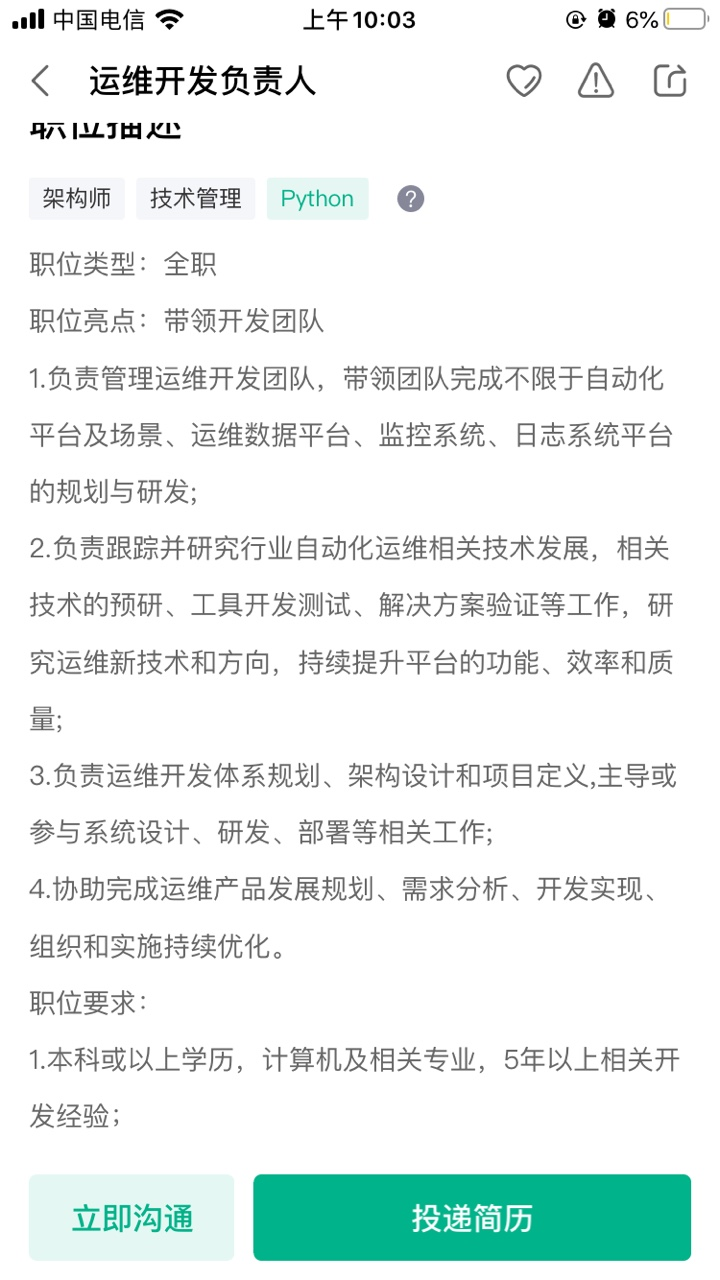 中国电信
上午10:03
6%
运维开发负责人
职位描述
架构师 技术管理 Python ?
职位类型：全职
职位亮点：带领开发团队
1.负责管理运维开发团队，带领团队完成不限于自动化
平台及场景、运维数据平台、监控系统、日志系统平台
的规划与研发;
2.负责跟踪并研究行业自动化运维相关技术发展，相关
技术的预研、工具开发测试、解决方案验证等工作，研
究运维新技术和方向，持续提升平台的功能、效率和质
量;
3.负责运维开发体系规划、架构设计和项目定义,主导或
参与系统设计、研发、部署等相关工作;
4.协助完成运维产品发展规划、需求分析、开发实现、
组织和实施持续优化。
职位要求：
1.本科或以上学历，计算机及相关专业，5年以上相关开
发经验；
立即沟通
投递简历